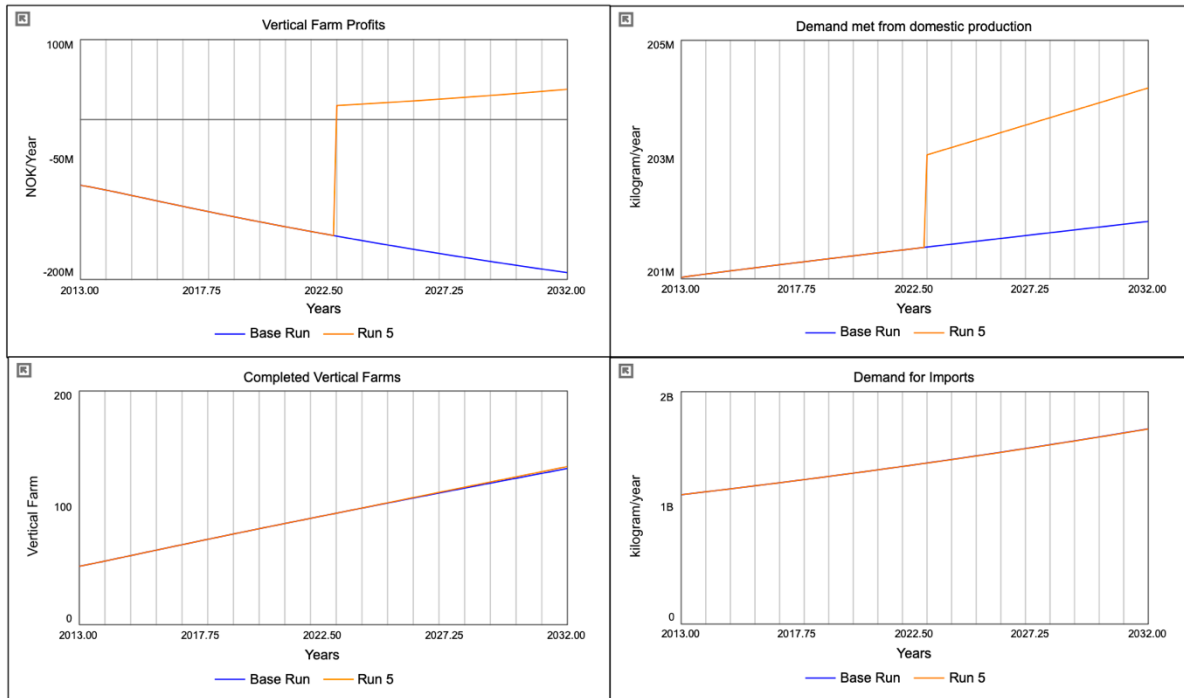 Vertical Farm Profits
100M
-50M
-200M
NOK/Year
2013.00 2017.75 2022.50 2027.25 2032.00
Years
Base Run Run 5
Demand met from domestic production
205M
203M
201M
kilogram/year
2013.00 2017.75 2022.50 2027.25 2032.00
Years
Base Run Run 5
Completed Vertical Farms
200
100
0
Vertical Farm
2013.00 2017.75 2022.50 2027.25 2032.00
Years
Base Run Run 5
Demand for Imports
2B
1B
0
kilogram/year
2013.00 2017.75 2022.50 2027.25 2032.00
Years
Base Run Run 5